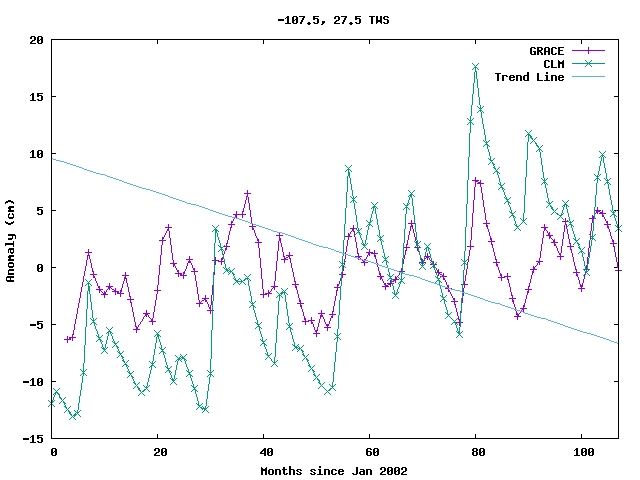 -107.5, 27.5 TWS
GRACE
CLM
Trend Line
20
15
10
5
0
-5
-10
-15
Anomaly (cm)
0 20 40 60 80 100
Months since Jan 2002